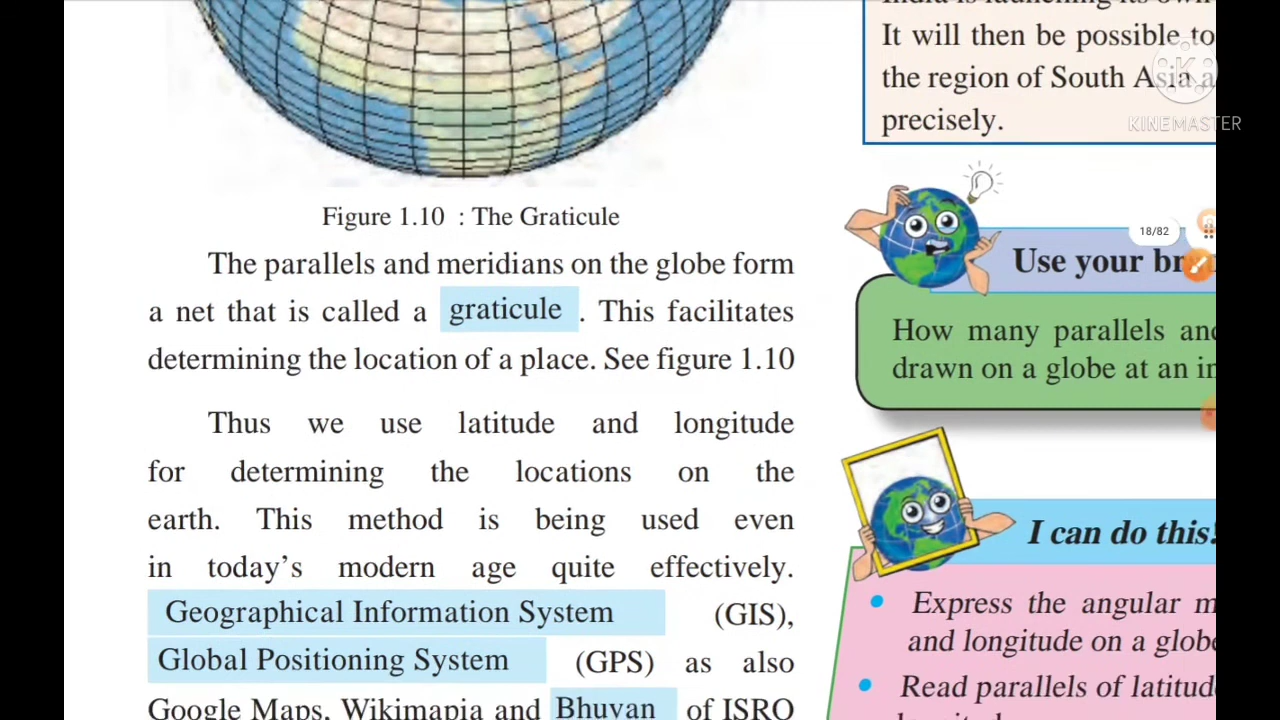 India is launching its own
It will then be possible to
the region of South Asia a
precisely.
KINEMASTER
Figure 1.10 : The Graticule
The parallels and meridians on the globe form
a net that is called a graticule . This facilitates
determining the location of a place. See figure 1.10
Thus we use latitude and longitude
for determining the locations on the
earth. This method is being used even
in today’s modern age quite effectively.
Geographical Information System (GIS),
Global Positioning System (GPS) as also
Google Maps, Wikimapia and Bhuvan of ISRO
18/82
Use your br
How many parallels and
drawn on a globe at an in
I can do this!
• Express the angular m
and longitude on a globe
• Read parallels of latitud